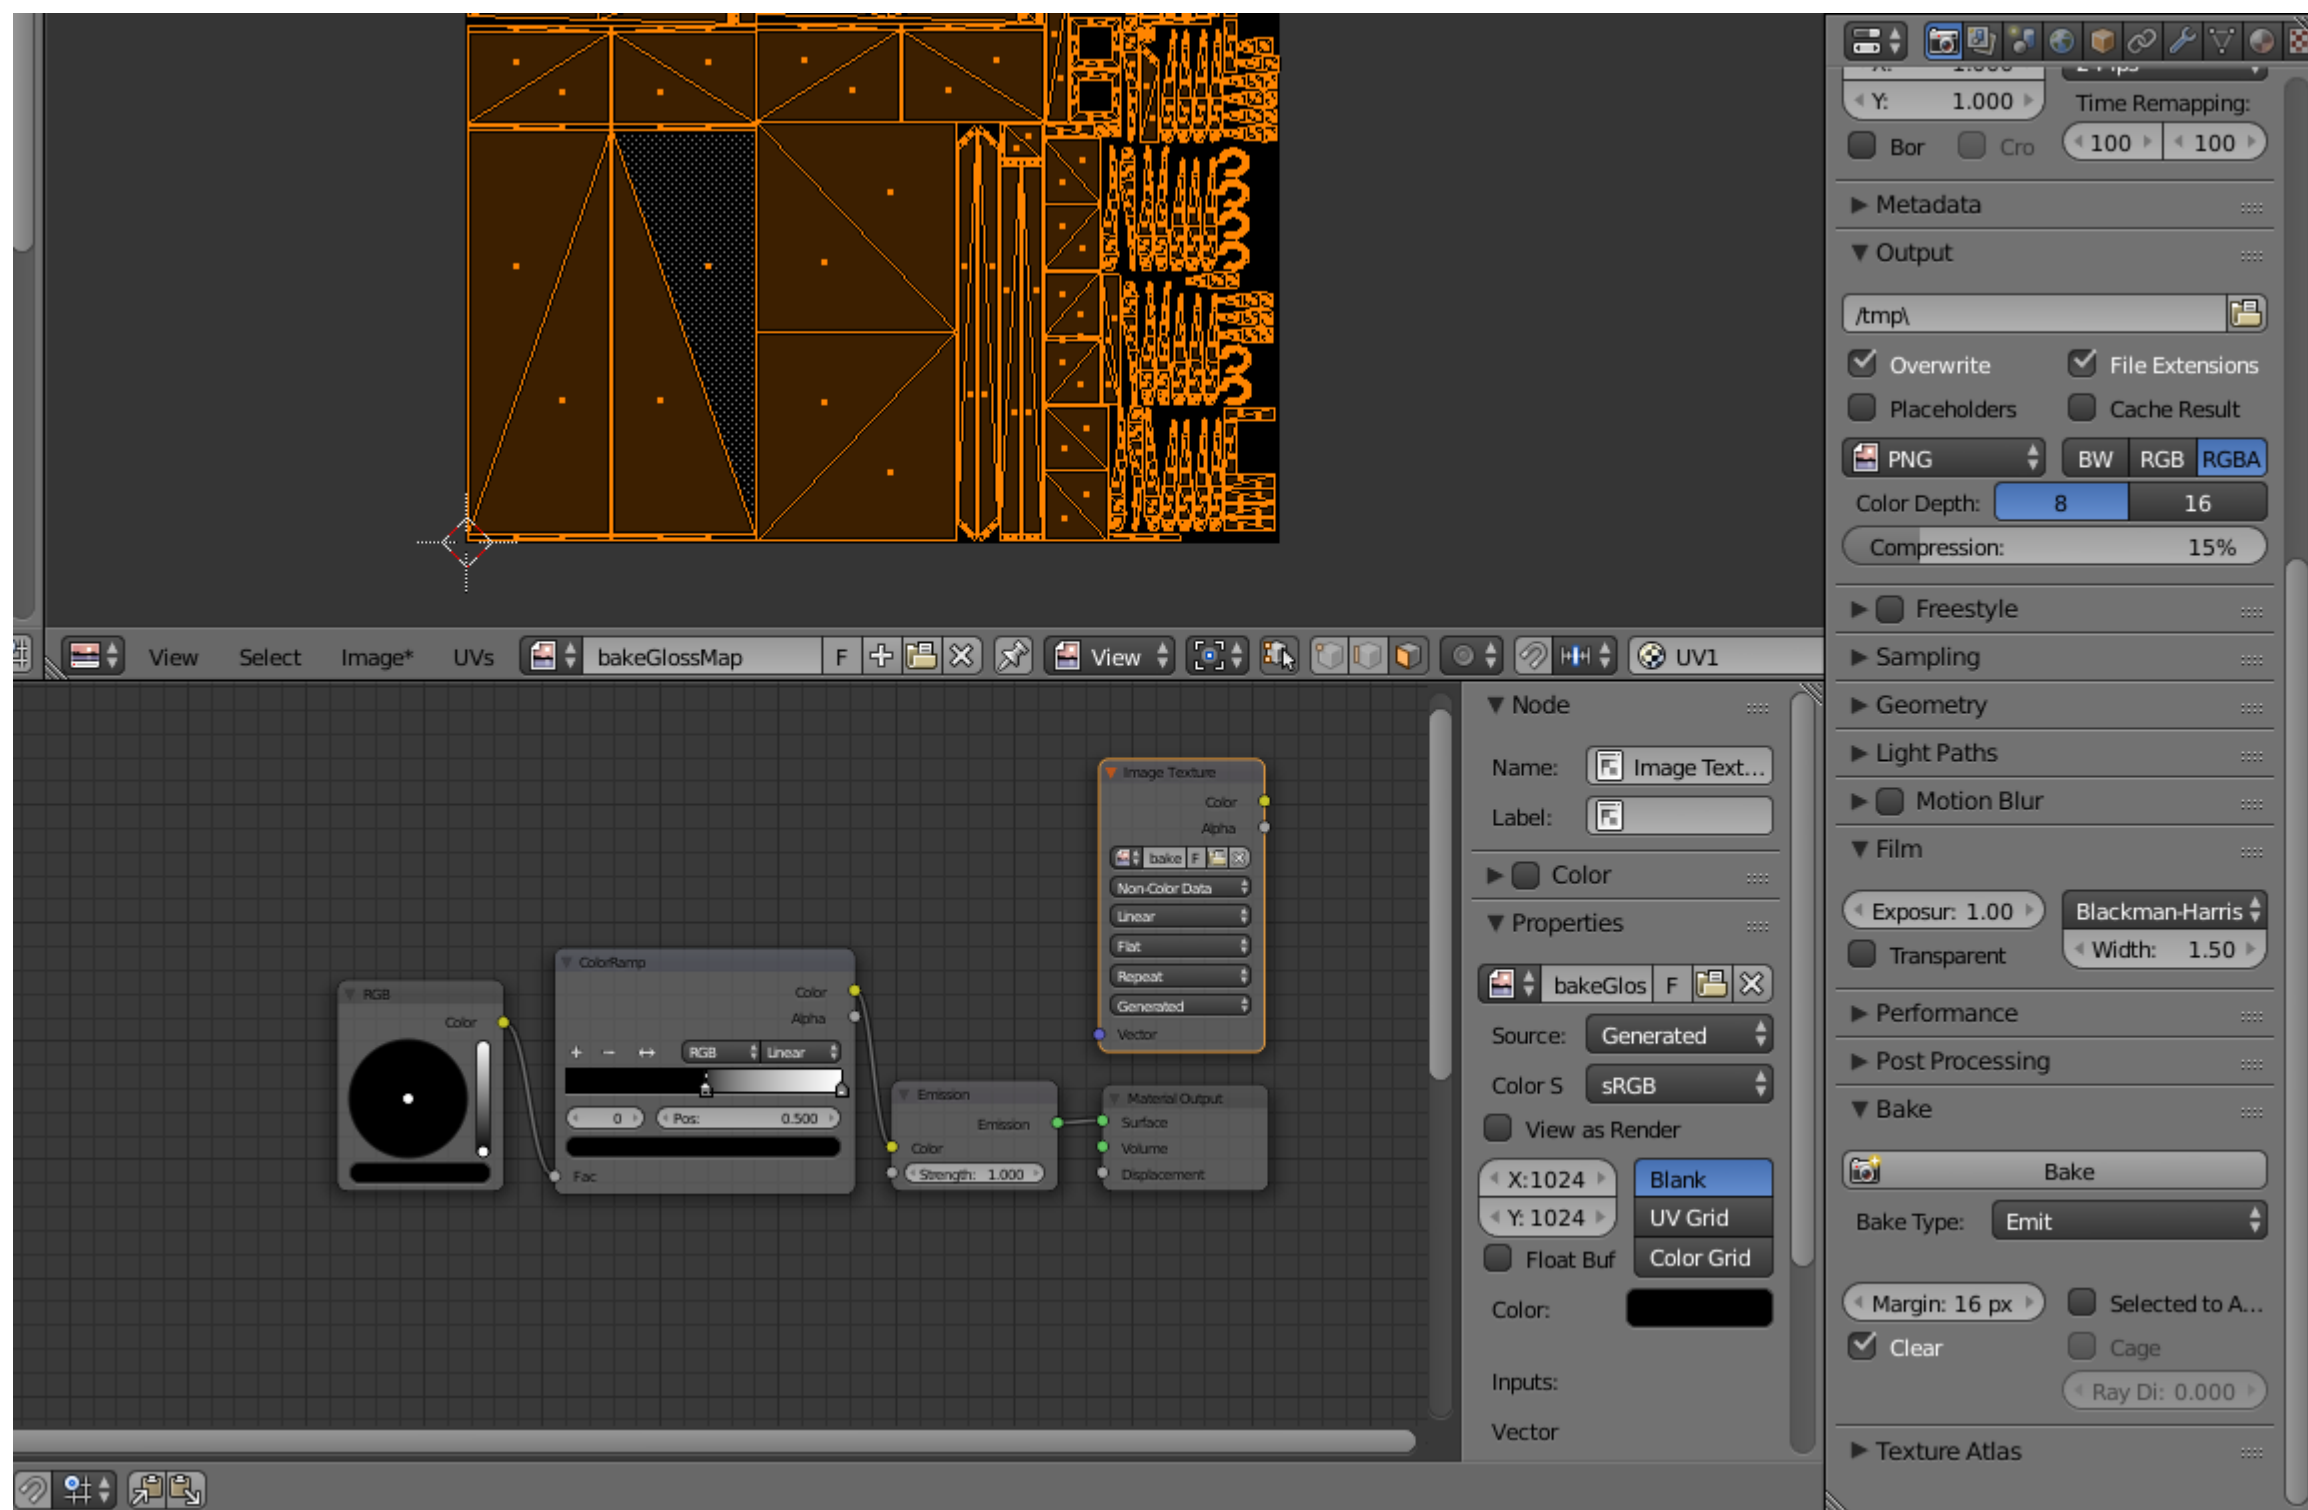 View
Select
Image*
UVs
bakeGlossMap
F
View
UV1
RGB
Color
ColorRamp
Color
Alpha
RGB
Linear
0
Pos: 0.500
Fac
Emission
Emission
Color
Strength: 1.000
Image Texture
Color
Alpha
bake F
Non-Color Data
Linear
Flat
Repeat
Generated
Vector
Material Output
Surface
Volume
Displacement
Node
Name: Image Text...
Label:
Color
Properties
bakeGlos F
Source: Generated
Color S sRGB
View as Render
X:1024 Blank
Y: 1024 UV Grid
Float Buf Color Grid
Color:
Inputs:
Vector
Y: 1.000 Time Remapping:
Bor Cro 100 100
Metadata
Output
/tmp\
Overwrite File Extensions
Placeholders Cache Result
PNG BW RGB RGBA
Color Depth: 8 16
Compression: 15%
Freestyle
Sampling
Geometry
Light Paths
Motion Blur
Film
Exposur: 1.00 Blackman-Harris
Transparent Width: 1.50
Performance
Post Processing
Bake
Bake
Bake Type: Emit
Margin: 16 px Selected to A...
Clear Cage
Ray Di: 0.000
Texture Atlas